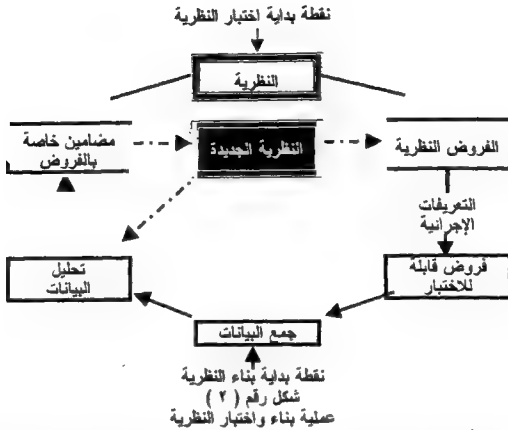 نقطة بداية اختبار النظرية
النظرية
الفروض النظرية
النظرية الجديدة
مضامين خاصة
بالفروض
التعريفات
الإجرائية
فروض قابلة
للاختبار
تحليل
البيانات
جمع البيانات
نقطة بداية بناء النظرية
شكل رقم ( ٢ )
عملية بناء واختبار النظرية